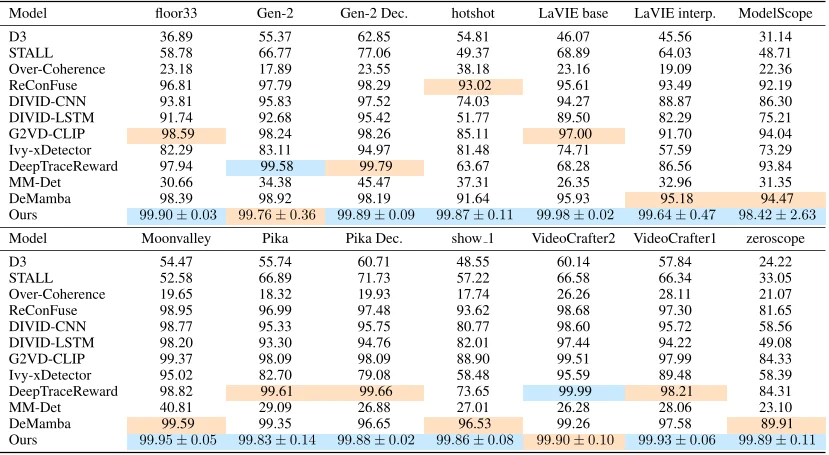 Model floor33 Gen-2 Gen-2 Dec. hotshot LaVIE base LaVIE interp. ModelScope
D3 36.89 55.37 62.85 54.81 46.07 45.56 31.14
STALL 58.78 66.77 77.06 49.37 68.89 64.03 48.71
Over-Coherence 23.18 17.89 23.55 38.18 23.16 19.09 22.36
ReConFuse 96.81 97.79 98.29 93.02 95.61 93.49 92.19
DIVID-CNN 93.81 95.83 97.52 74.03 94.27 88.87 86.30
DIVID-LSTM 91.74 92.68 95.42 51.77 89.50 82.29 75.21
G2VD-CLIP 98.59 98.24 98.26 85.11 97.00 91.70 94.04
Ivy-xDetector 82.29 83.11 94.97 81.48 74.71 57.59 73.29
DeepTraceReward 97.94 99.58 99.79 63.67 68.28 86.56 93.84
MM-Det 30.66 34.38 45.47 37.31 26.35 32.96 31.35
DeMamba 98.39 98.92 98.19 91.64 95.93 95.18 94.47
Ours 99.90 ± 0.03 99.76 ± 0.36 99.89 ± 0.09 99.87 ± 0.11 99.98 ± 0.02 99.64 ± 0.47 98.42 ± 2.63
Model Moonvalley Pika Pika Dec. show_1 VideoCrafter2 VideoCrafter1 zeroscope
D3 54.47 55.74 60.71 48.55 60.14 57.84 24.22
STALL 52.58 66.89 71.73 57.22 66.58 66.34 33.05
Over-Coherence 19.65 18.32 19.93 17.74 26.26 28.11 21.07
ReConFuse 98.95 96.99 97.48 93.62 98.68 97.30 81.65
DIVID-CNN 98.77 95.33 95.75 80.77 98.60 95.72 58.56
DIVID-LSTM 98.20 93.30 94.76 82.01 97.44 94.22 49.08
G2VD-CLIP 99.37 98.09 98.09 88.90 99.51 97.99 84.33
Ivy-xDetector 95.02 82.70 79.08 58.48 95.59 89.48 58.39
DeepTraceReward 98.82 99.61 99.66 73.65 99.99 98.21 84.31
MM-Det 40.81 29.09 26.88 27.01 26.28 28.06 23.10
DeMamba 99.59 99.35 96.65 96.53 99.26 97.58 89.91
Ours 99.95 ± 0.05 99.83 ± 0.14 99.88 ± 0.02 99.86 ± 0.08 99.90 ± 0.10 99.93 ± 0.06 99.89 ± 0.11